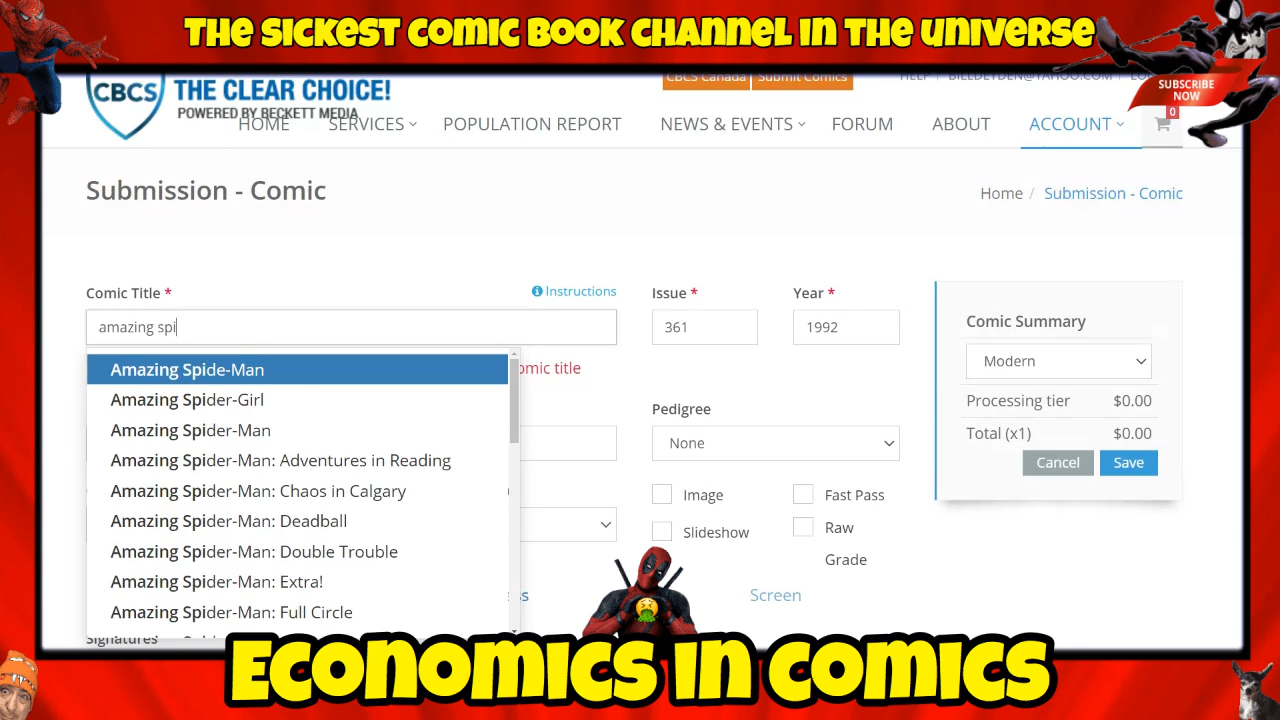 THE SICKEST COMIC BOOK CHANNEL IN THE UNIVERSE
SUBSCRIBE
NOW
CBCS
THE CLEAR CHOICE!
POWERED BY BECKETT MEDIA
CBCS Canada Submit Comics HELP
BILLDEYDEN@YAHOO.COM
HOME SERVICES POPULATION REPORT NEWS & EVENTS FORUM ABOUT ACCOUNT 0
Submission - Comic
Home / Submission - Comic
Comic Title * Instructions Issue * Year *
amazing spi 361 1992
Comic Summary
Modern
Processing tier $0.00
Total (x1) $0.00
Cancel Save
comic title
Amazing Spide-Man
Amazing Spider-Girl
Amazing Spider-Man
Amazing Spider-Man: Adventures in Reading
Amazing Spider-Man: Chaos in Calgary
Amazing Spider-Man: Deadball
Amazing Spider-Man: Double Trouble
Amazing Spider-Man: Extra!
Amazing Spider-Man: Full Circle
Pedigree
None
Image Fast Pass
Slideshow Raw
Grade
Screen
Signatures
ECONOMICS IN COMICS